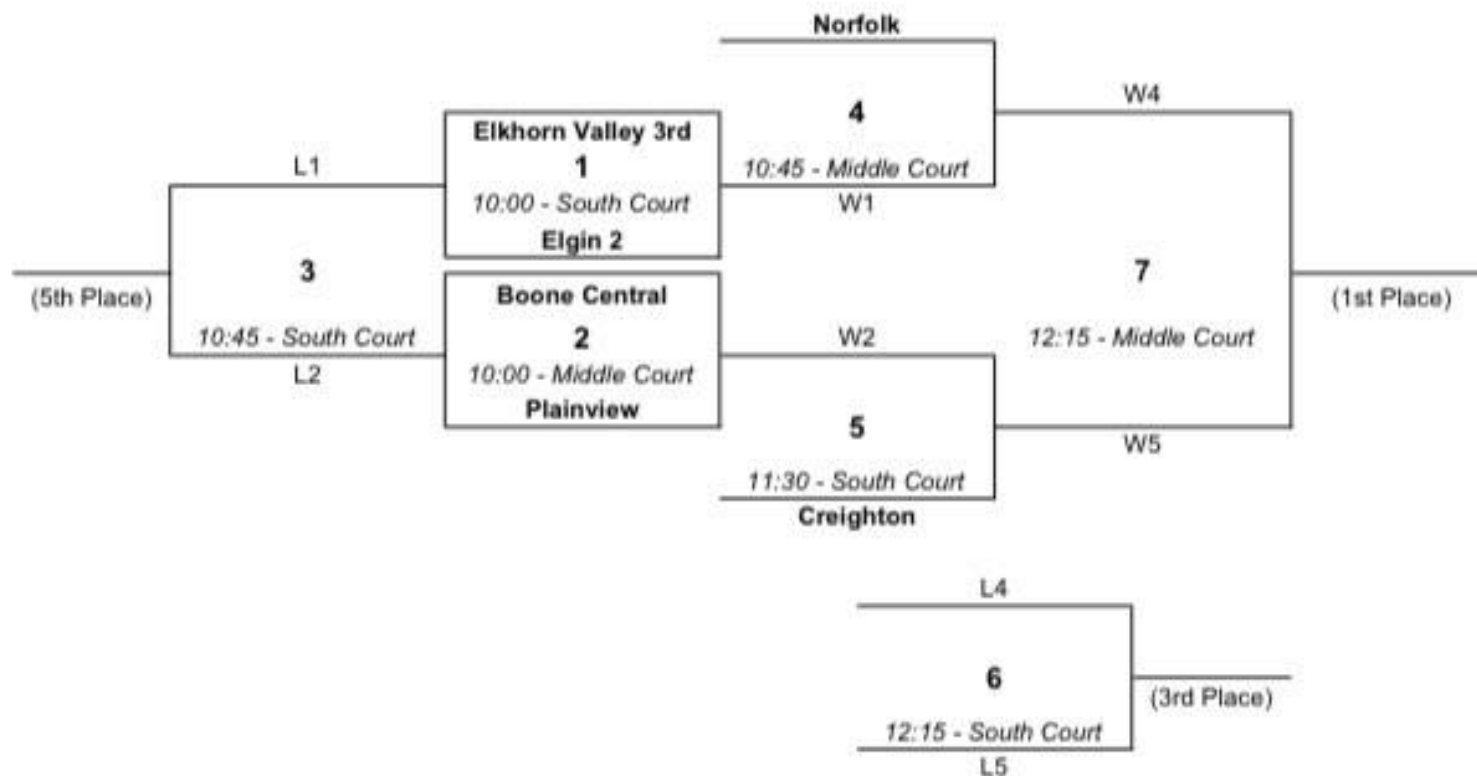 Norfolk
4
10:45 - Middle Court
W1
W4
Elkhorn Valley 3rd
1
10:00 - South Court
Elgin 2
L1
3
10:45 - South Court
L2
(5th Place)
Boone Central
2
10:00 - Middle Court
Plainview
W2
5
11:30 - South Court
Creighton
7
12:15 - Middle Court
W5
(1st Place)
L4
6
12:15 - South Court
L5
(3rd Place)